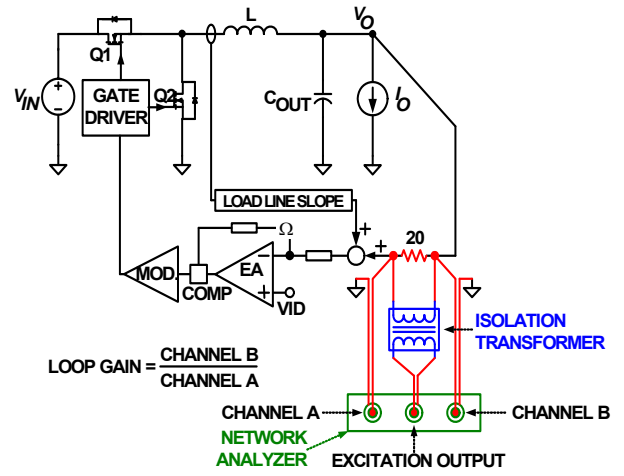 L
V_O
Q1
Q2
V_IN
+
−
GATE
DRIVER
C_OUT
I_O
LOAD LINE SLOPE
+
+
20
Ω
−
EA
+
MOD.
COMP
VID
ISOLATION
TRANSFORMER
LOOP GAIN = CHANNEL B
CHANNEL A
CHANNEL A
CHANNEL B
NETWORK
ANALYZER
EXCITATION OUTPUT